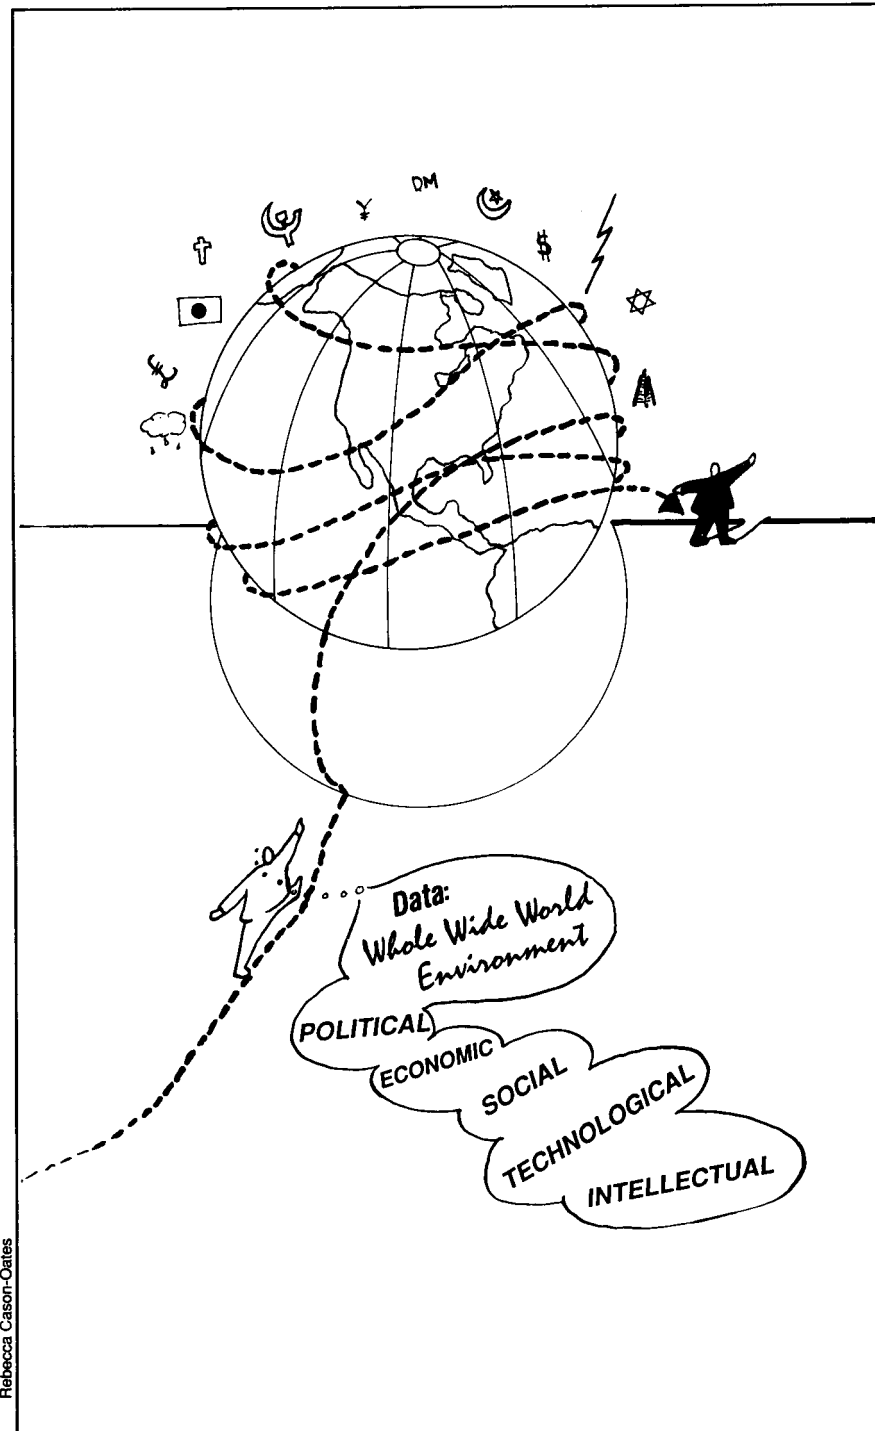 DM
¥
$
£
Data:
Whole Wide World
Environment
POLITICAL
ECONOMIC
SOCIAL
TECHNOLOGICAL
INTELLECTUAL
Rebecca Cason-Oates